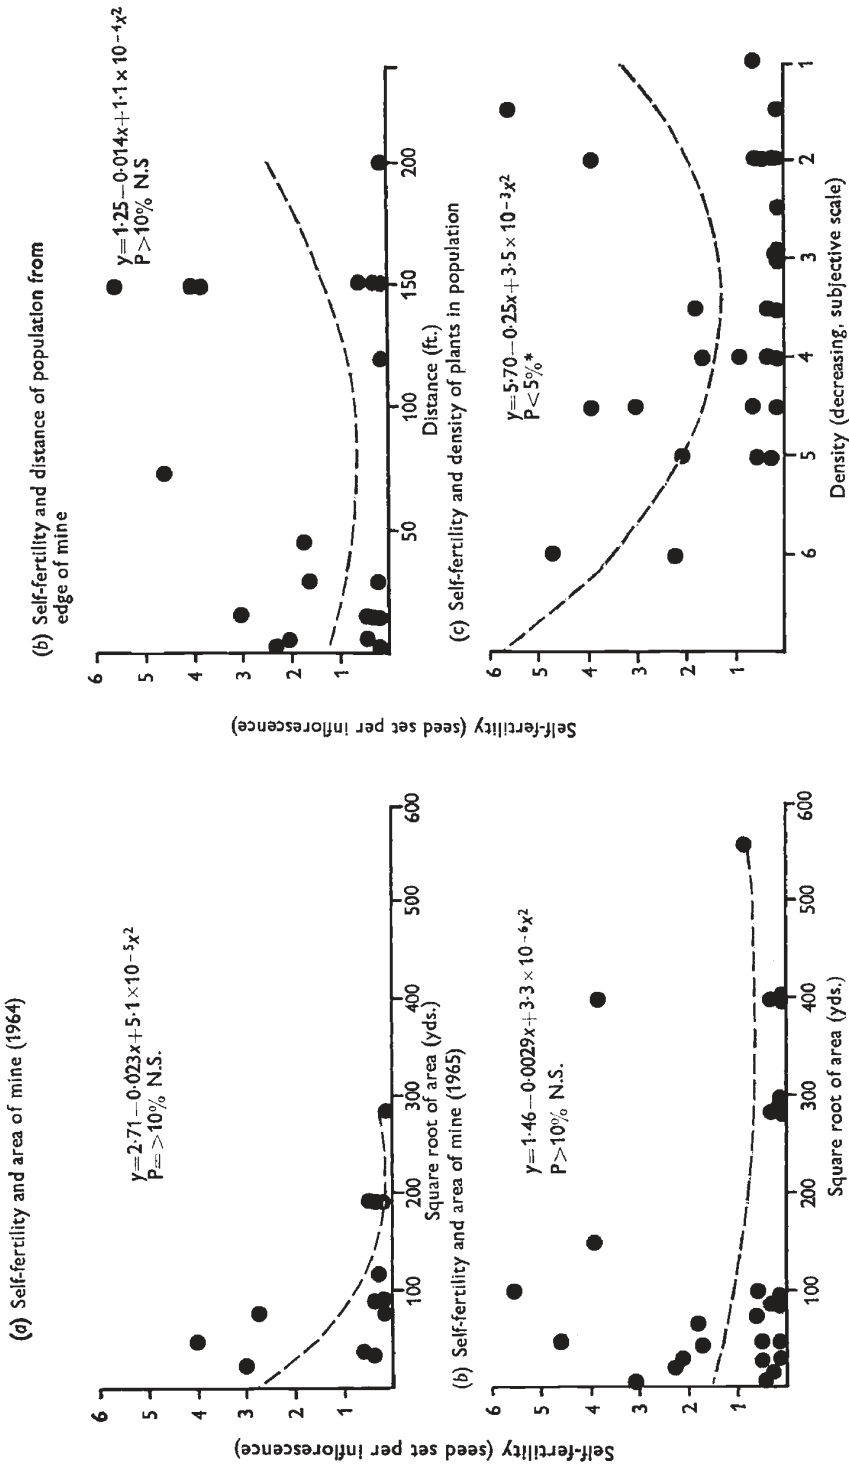 (a) Self-fertility and area of mine (1964)
y=2·71−0·023x+5·1×10−5x2
P=>10% N.S.
6
5
4
3
2
1
100
200
300
400
500
600
Square root of area (yds.)
(b) Self-fertility and area of mine (1965)
y=1·46−0·0029x+3·3×10−6x2
P>10% N.S.
6
5
4
3
2
1
100
200
300
400
500
600
Square root of area (yds.)
Self-fertility (seed set per inflorescence)
(b) Self-fertility and distance of population from
edge of mine
y=1·25−0·014x+1·1×10−4x2
P>10% N.S
6
5
4
3
2
1
50
100
150
200
Distance (ft.)
(c) Self-fertility and density of plants in population
y=5·70−0·25x+3·5×10−3x2
P<5%*
6
5
4
3
2
1
6
5
4
3
2
1
Density (decreasing, subjective scale)
Self-fertility (seed set per inflorescence)